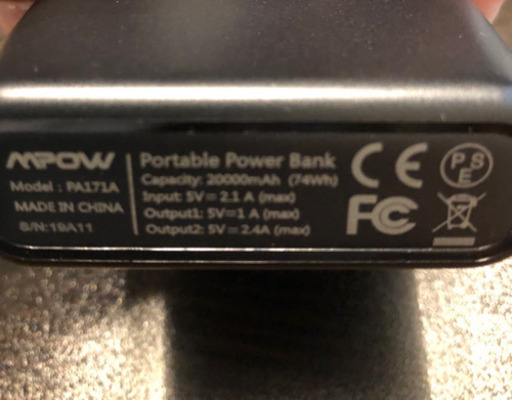 MPOW
Model : PA171A
MADE IN CHINA
S/N:19A11
Portable Power Bank
Capacity: 20000mAh (74Wh)
Input: 5V⎓2.1 A (max)
Output1: 5V⎓1 A (max)
Output2: 5V⎓2.4A (max)
CE
FC
PSE